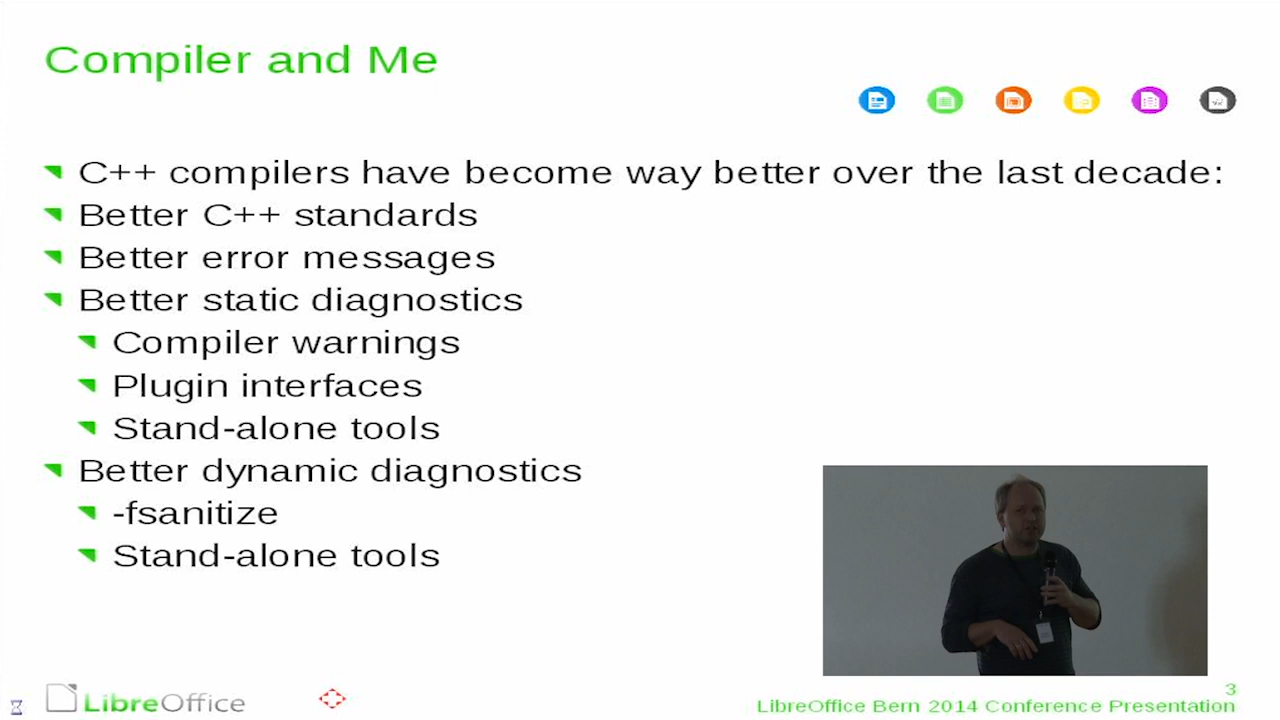 Compiler and Me
C++ compilers have become way better over the last decade:
Better C++ standards
Better error messages
Better static diagnostics
Compiler warnings
Plugin interfaces
Stand-alone tools
Better dynamic diagnostics
-fsanitize
Stand-alone tools
LibreOffice
3
LibreOffice Bern 2014 Conference Presentation